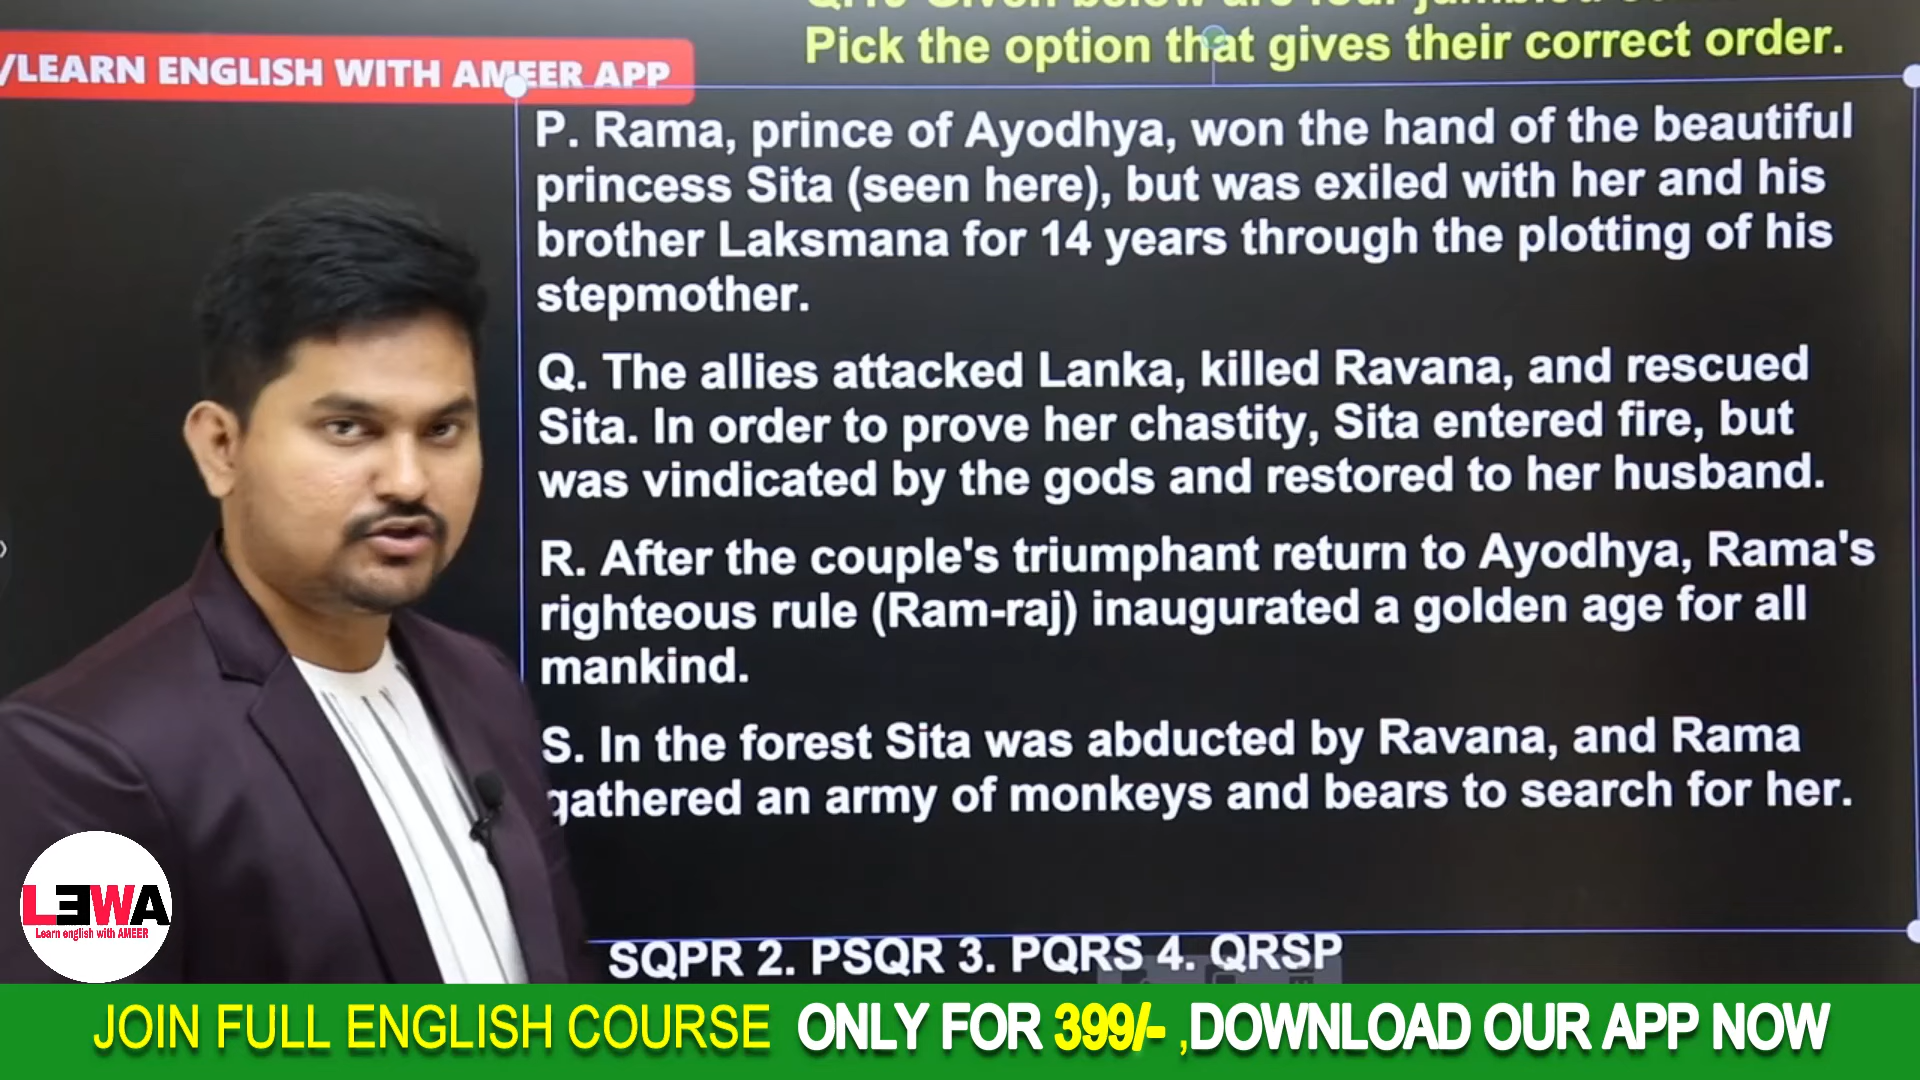 Pick the option that gives their correct order.
/LEARN ENGLISH WITH AMEER APP
P. Rama, prince of Ayodhya, won the hand of the beautiful
princess Sita (seen here), but was exiled with her and his
brother Laksmana for 14 years through the plotting of his
stepmother.
Q. The allies attacked Lanka, killed Ravana, and rescued
Sita. In order to prove her chastity, Sita entered fire, but
was vindicated by the gods and restored to her husband.
R. After the couple's triumphant return to Ayodhya, Rama's
righteous rule (Ram-raj) inaugurated a golden age for all
mankind.
S. In the forest Sita was abducted by Ravana, and Rama
gathered an army of monkeys and bears to search for her.
SQPR 2. PSQR 3. PQRS 4. QRSP
LEWA
Learn english with AMEER
JOIN FULL ENGLISH COURSE ONLY FOR 399/- ,DOWNLOAD OUR APP NOW